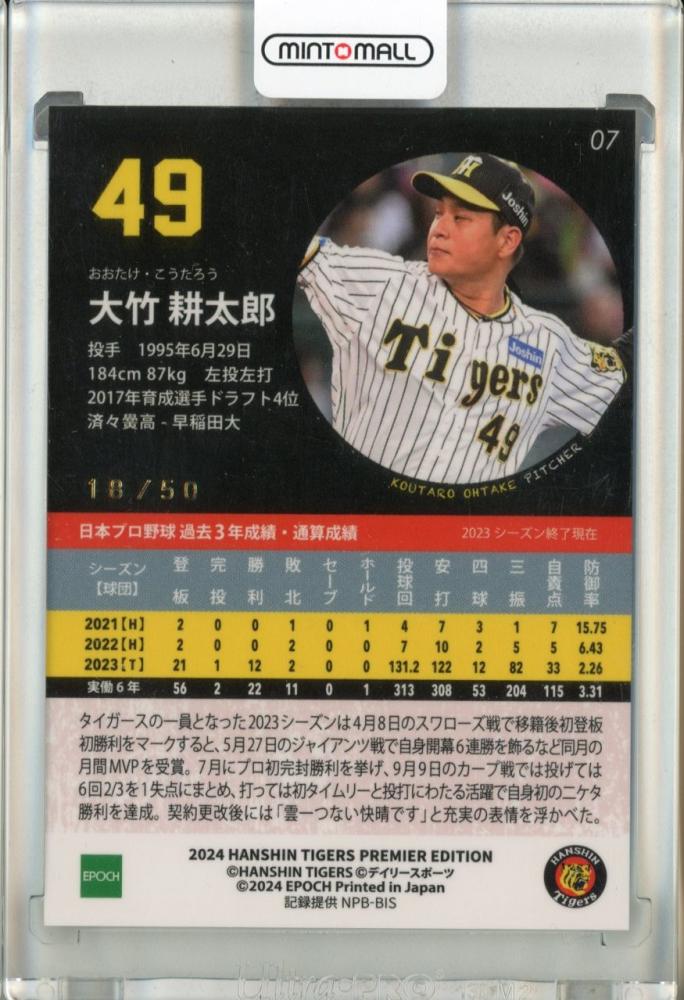 MINTOMALL
07
49
おおたけ・こうたろう
大竹 耕太郎
投手 1995年6月29日
184cm 87kg 左投左打
2017年育成選手ドラフト4位
済々黌高 - 早稲田大
18/50
Joshin
Joshin
Tigers
49
KOUTARO OHTAKE PITCHER
日本プロ野球 過去3年成績・通算成績 2023 シーズン終了現在
シーズン【球団】 登板 完投 勝利 敗北 セーブ ホールド 投球回 安打 四球 三振 自責点 防御率
2021【H】 2 0 0 1 0 1 4 7 3 1 7 15.75
2022【H】 2 0 0 2 0 0 7 10 2 5 5 6.43
2023【T】 21 1 12 2 0 0 131.2 122 12 82 33 2.26
実働6年 56 2 22 11 0 1 313 308 53 204 115 3.31
タイガースの一員となった2023シーズンは4月8日のスワローズ戦で移籍後初登板
初勝利をマークすると、5月27日のジャイアンツ戦で自身開幕6連勝を飾るなど同月の
月間MVPを受賞。7月にプロ初完封勝利を挙げ、9月9日のカープ戦では投げては
6回2/3を1失点にまとめ、打っては初タイムリーと投打にわたる活躍で自身初の二ケタ
勝利を達成。契約更改後には「雲一つない快晴です」と充実の表情を浮かべた。
EPOCH
2024 HANSHIN TIGERS PREMIER EDITION
©HANSHIN TIGERS ©デイリースポーツ
©2024 EPOCH Printed in Japan
記録提供 NPB-BIS
HANSHIN
Tigers
Ultra PRO